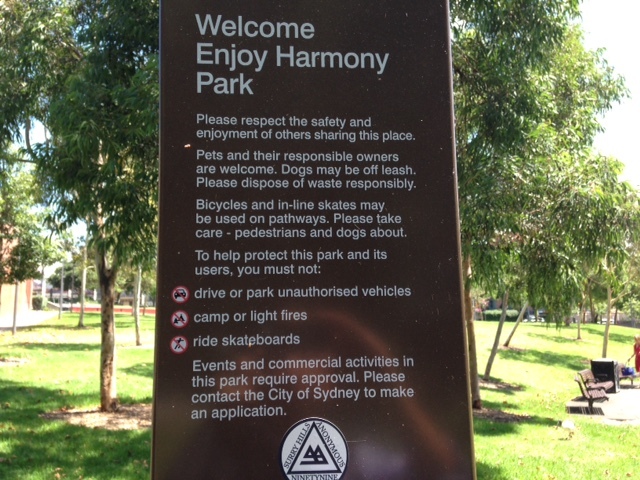 Welcome
Enjoy Harmony
Park
Please respect the safety and
enjoyment of others sharing this place.
Pets and their responsible owners
are welcome. Dogs may be off leash.
Please dispose of waste responsibly.
Bicycles and in-line skates may
be used on pathways. Please take
care - pedestrians and dogs about.
To help protect this park and its
users, you must not:
drive or park unauthorised vehicles
camp or light fires
ride skateboards
Events and commercial activities in
this park require approval. Please
contact the City of Sydney to make
an application.
SURRY HILLS
ANONYMOUS
NINETYNINE